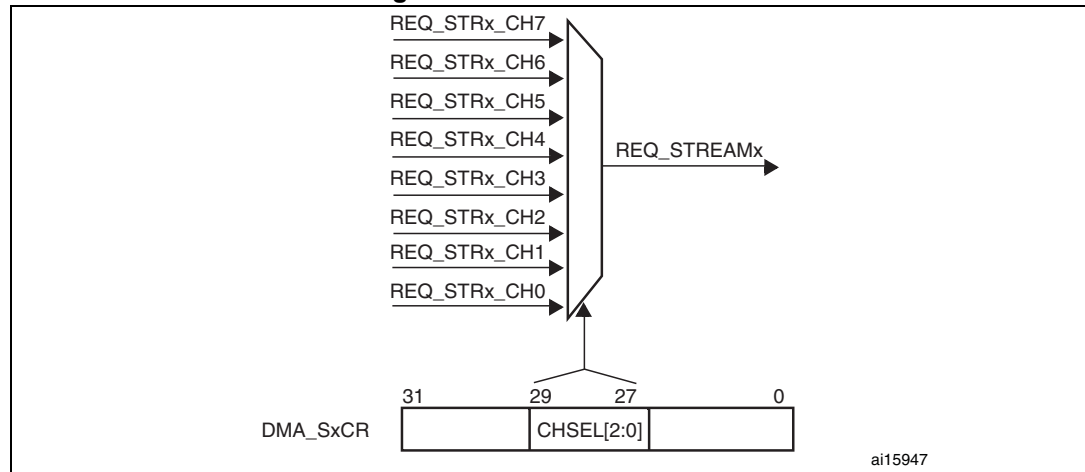 REQ_STRx_CH7
REQ_STRx_CH6
REQ_STRx_CH5
REQ_STRx_CH4
REQ_STREAMx
REQ_STRx_CH3
REQ_STRx_CH2
REQ_STRx_CH1
REQ_STRx_CH0
31 29 27 0
DMA_SxCR CHSEL[2:0]
ai15947